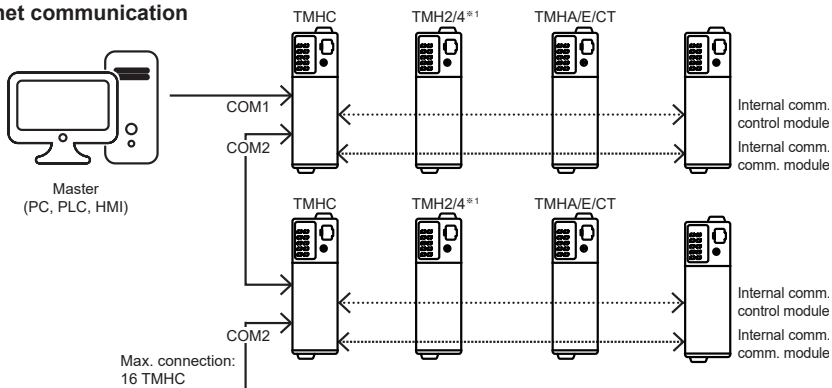 net communication
TMHC
TMH2/4※1
TMHA/E/CT
COM1
COM2
Internal comm.
control module
Internal comm.
comm. module
Master
(PC, PLC, HMI)
TMHC
TMH2/4※1
TMHA/E/CT
Internal comm.
control module
COM2
Internal comm.
comm. module
Max. connection:
16 TMHC